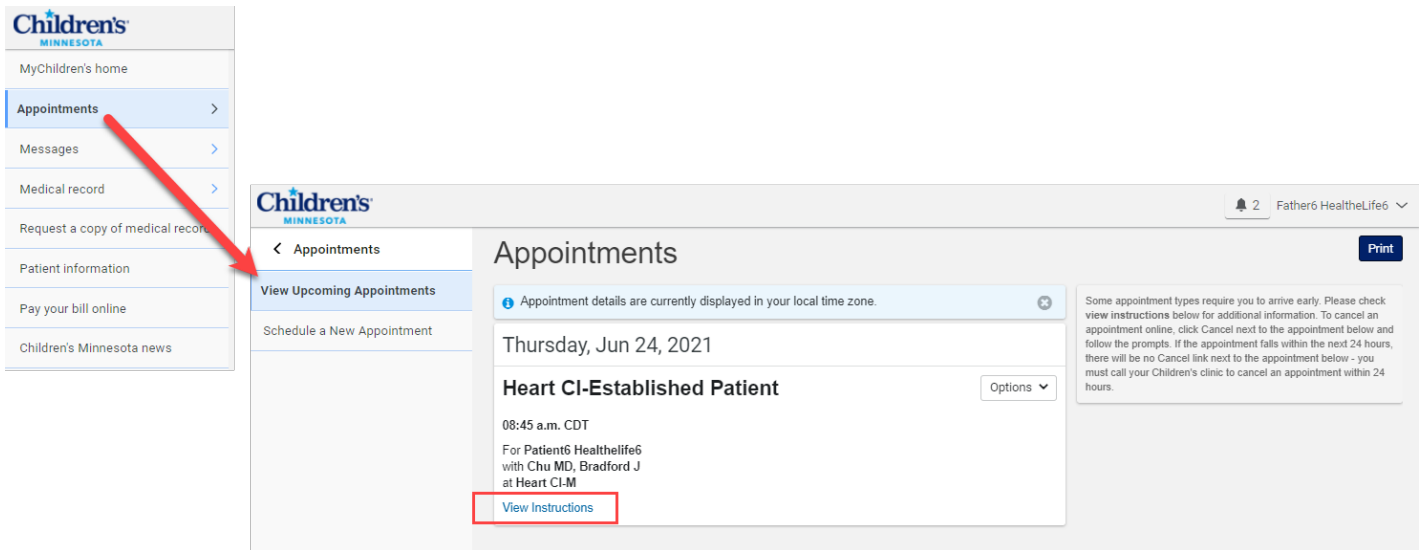 Children's
MINNESOTA
MyChildren's home
Appointments
Messages
Medical record
Request a copy of medical record
Patient information
Pay your bill online
Children's Minnesota news
Children's
MINNESOTA
2 Father6 HealtheLife6
Appointments
View Upcoming Appointments
Schedule a New Appointment
Appointments
Print
Appointment details are currently displayed in your local time zone.
Thursday, Jun 24, 2021
Heart CI-Established Patient
Options
08:45 a.m. CDT
For Patient6 Healthelife6
with Chu MD, Bradford J
at Heart CI-M
View Instructions
Some appointment types require you to arrive early. Please check
view instructions below for additional information. To cancel an
appointment online, click Cancel next to the appointment below and
follow the prompts. If the appointment falls within the next 24 hours,
there will be no Cancel link next to the appointment below - you
must call your Children's clinic to cancel an appointment within 24
hours.